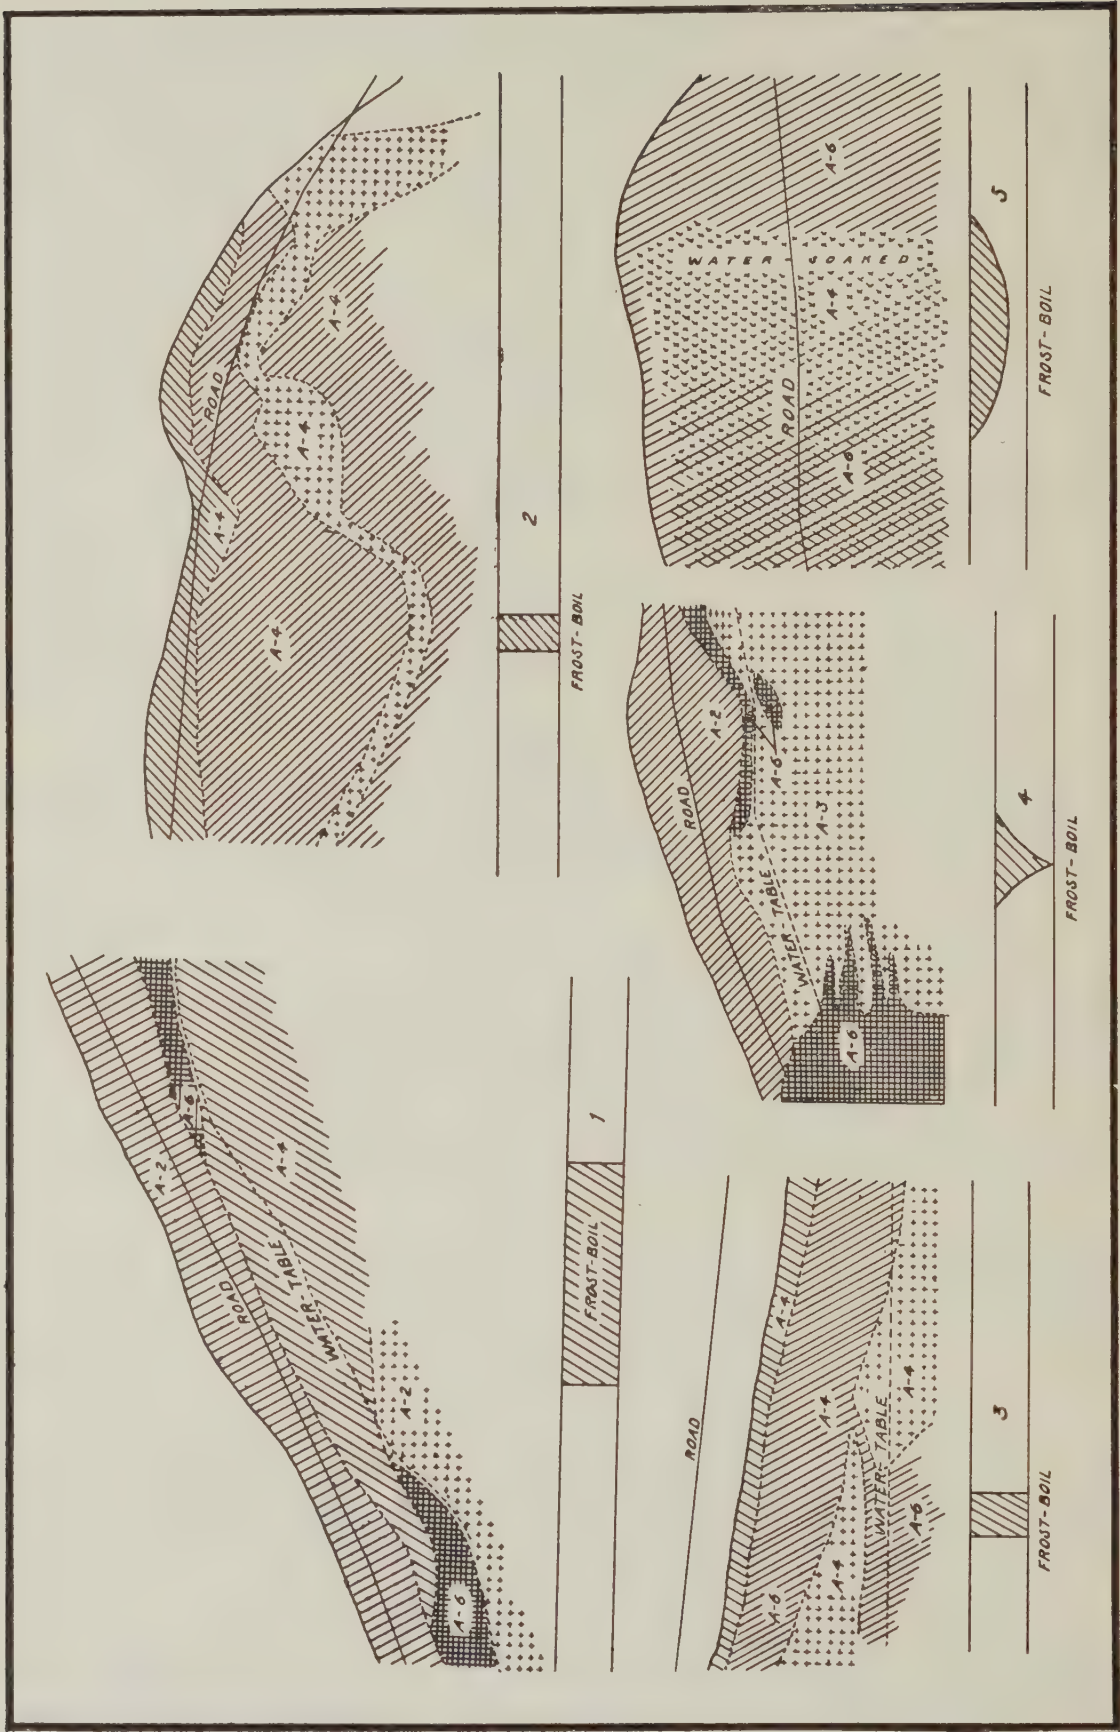 A-2
A-6
ROAD
A-4
WATER-TABLE
A-2
A-6
FROST-BOIL
1
ROAD
A-4
A-4
A-4
A-4
FROST-BOIL
2
ROAD
A-4
A-6
A-4
A-4
A-4
WATER-TABLE
A-6
FROST-BOIL
3
ROAD
A-2
WATER TABLE
A-6
A-3
A-6
FROST-BOIL
4
WATER-SOAKED
A-6
A-4
ROAD
A-6
FROST-BOIL
5